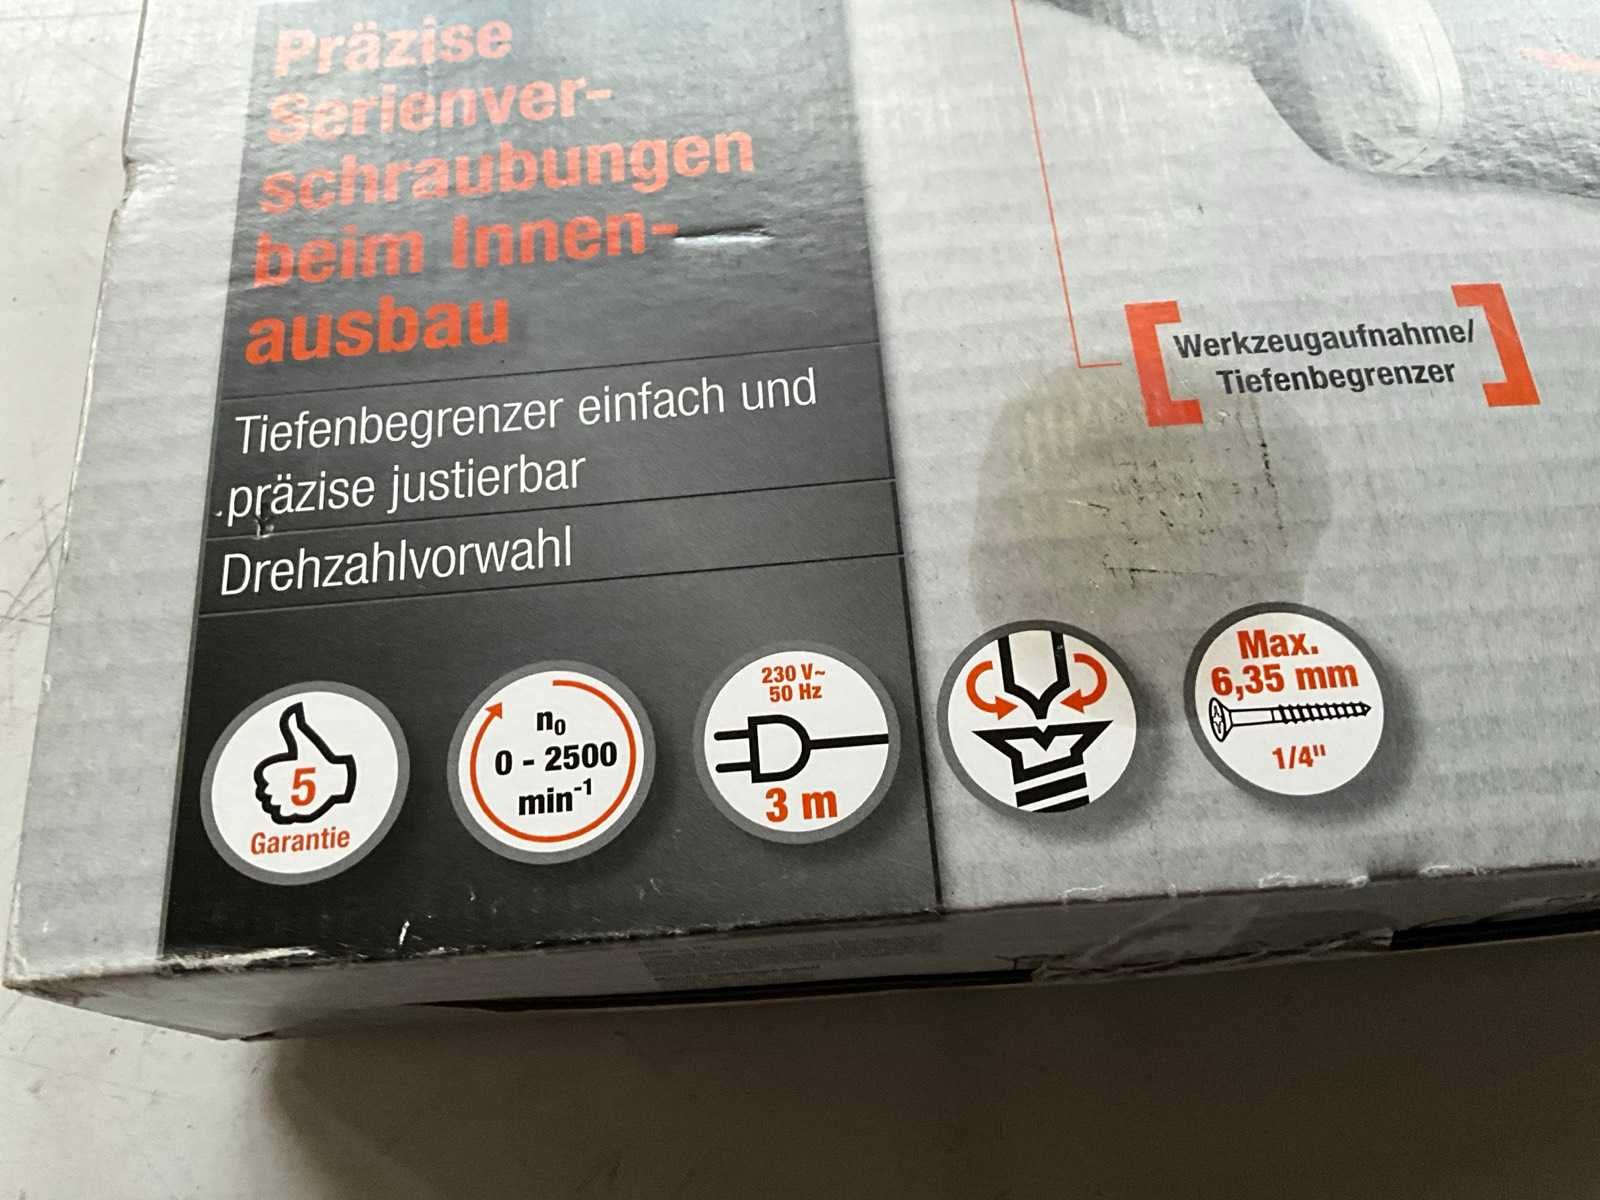 Präzise
Serienver-
schraubungen
beim Innen-
ausbau
Tiefenbegrenzer einfach und
präzise justierbar
Drehzahlvorwahl
Werkzeugaufnahme/
Tiefenbegrenzer
5
Garantie
n0
0 - 2500
min-1
230 V~
50 Hz
3 m
Max.
6,35 mm
1/4"